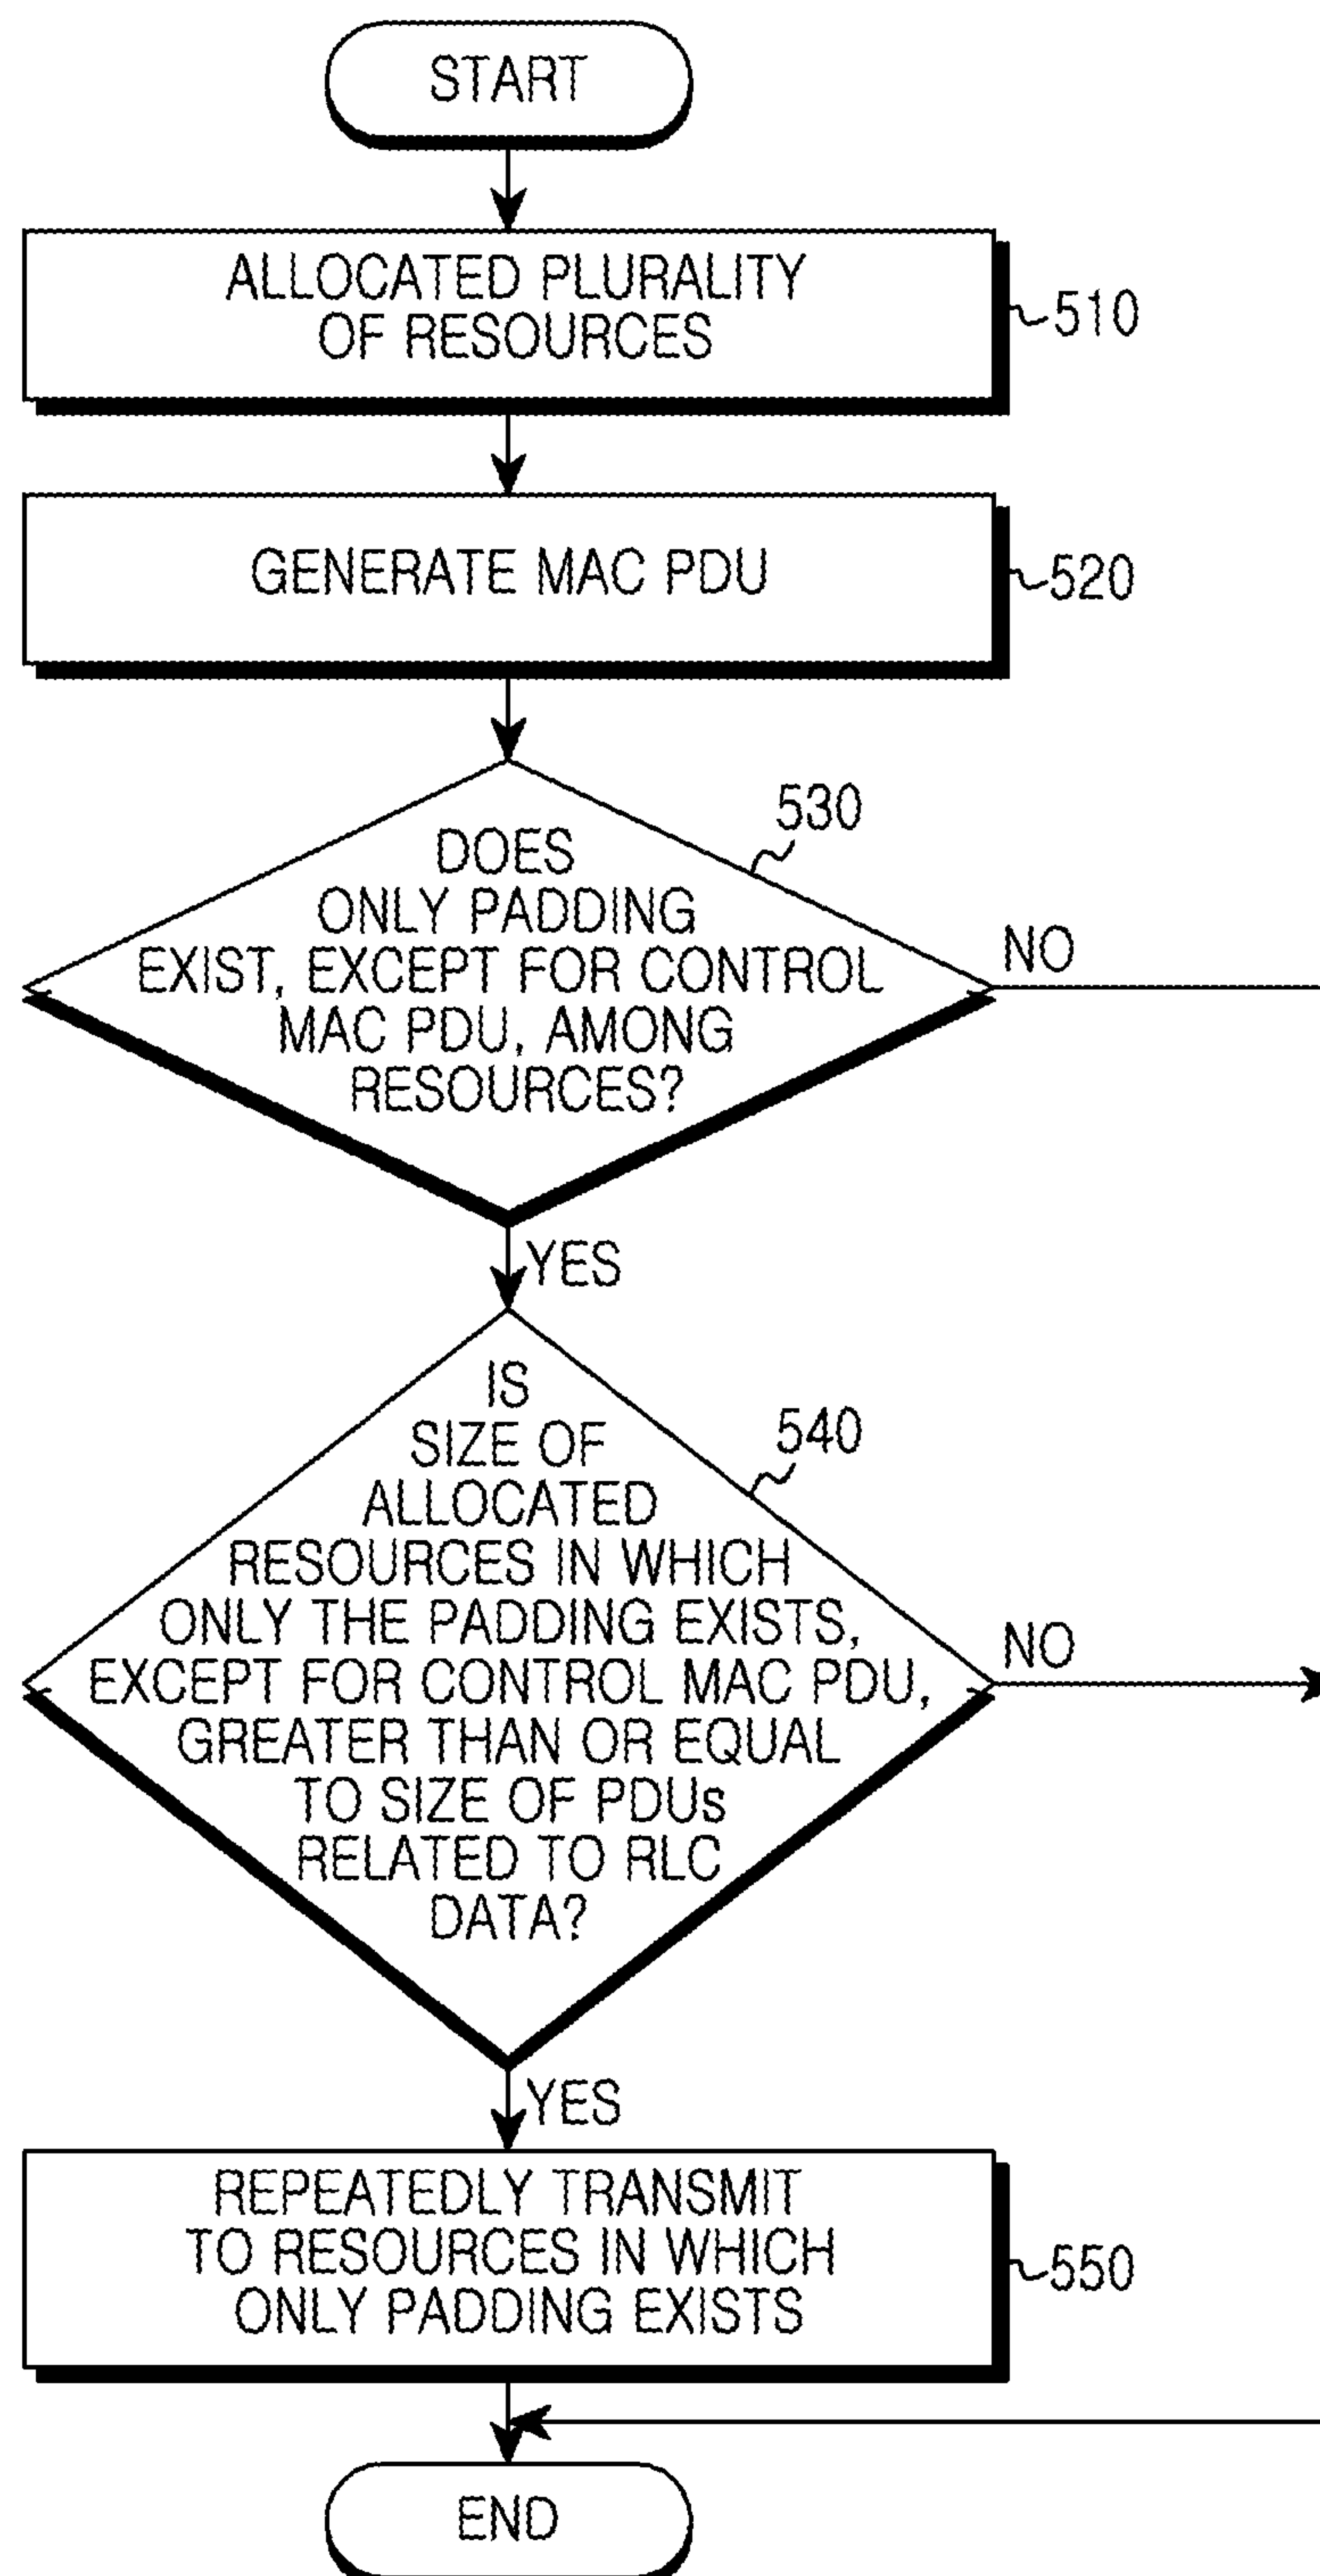 START
ALLOCATED PLURALITY
OF RESOURCES
510
GENERATE MAC PDU
520
530
DOES
ONLY PADDING
EXIST, EXCEPT FOR CONTROL
MAC PDU, AMONG
RESOURCES?
NO
YES
540
IS
SIZE OF
ALLOCATED
RESOURCES IN WHICH
ONLY THE PADDING EXISTS,
EXCEPT FOR CONTROL MAC PDU,
GREATER THAN OR EQUAL
TO SIZE OF PDUs
RELATED TO RLC
DATA?
NO
YES
REPEATEDLY TRANSMIT
TO RESOURCES IN WHICH
ONLY PADDING EXISTS
550
END